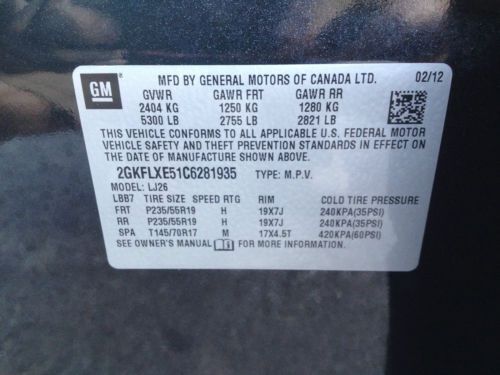 GM
MFD BY GENERAL MOTORS OF CANADA LTD. 02/12
GVWR GAWR FRT GAWR RR
2404 KG 1250 KG 1280 KG
5300 LB 2755 LB 2821 LB
THIS VEHICLE CONFORMS TO ALL APPLICABLE U.S. FEDERAL MOTOR
VEHICLE SAFETY AND THEFT PREVENTION STANDARDS IN EFFECT ON
THE DATE OF MANUFACTURE SHOWN ABOVE.
2GKFLXE51C6281935 TYPE: M.P.V.
MODEL: LJ26
LBB7 TIRE SIZE SPEED RTG RIM COLD TIRE PRESSURE
FRT P235/55R19 H 19X7J 240KPA(35PSI)
RR P235/55R19 H 19X7J 240KPA(35PSI)
SPA T145/70R17 M 17X4.5T 420KPA(60PSI)
SEE OWNER'S MANUAL FOR MORE INFORMATION.